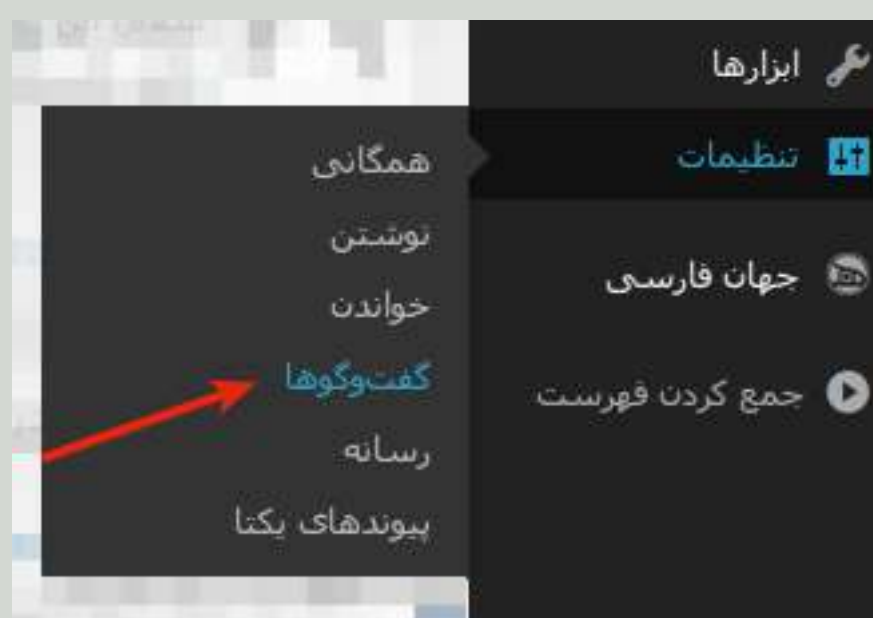 ابزارها
تنظیمات
همگانی
نوشتن
خواندن
گفت‌وگوها
رسانه
پیوندهای یکتا
جهان فارسی
جمع کردن فهرست